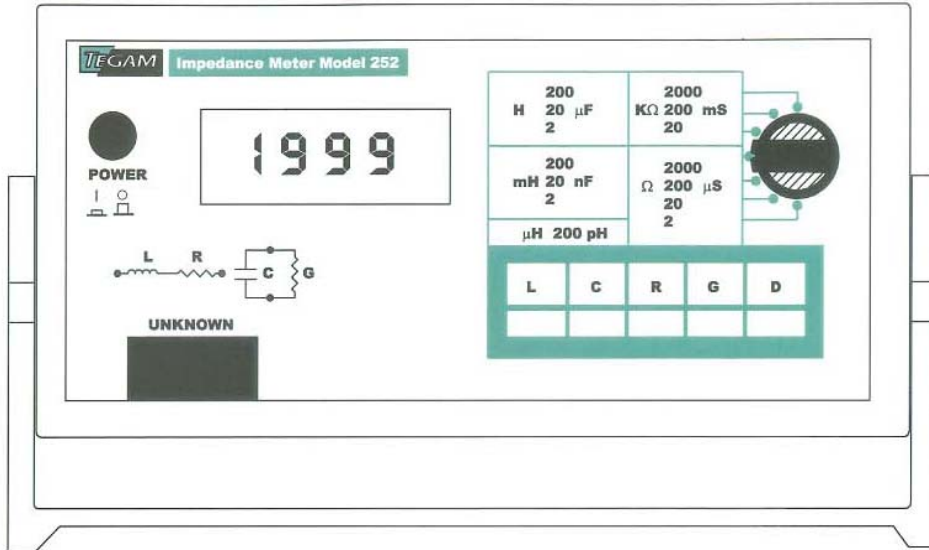 TEGAM
Impedance Meter Model 252
POWER
1999
200
H 20 μF
2
2000
KΩ 200 mS
20
200
mH 20 nF
2
2000
Ω 200 μS
20
2
μH 200 pH
L R C G
L C R G D
UNKNOWN